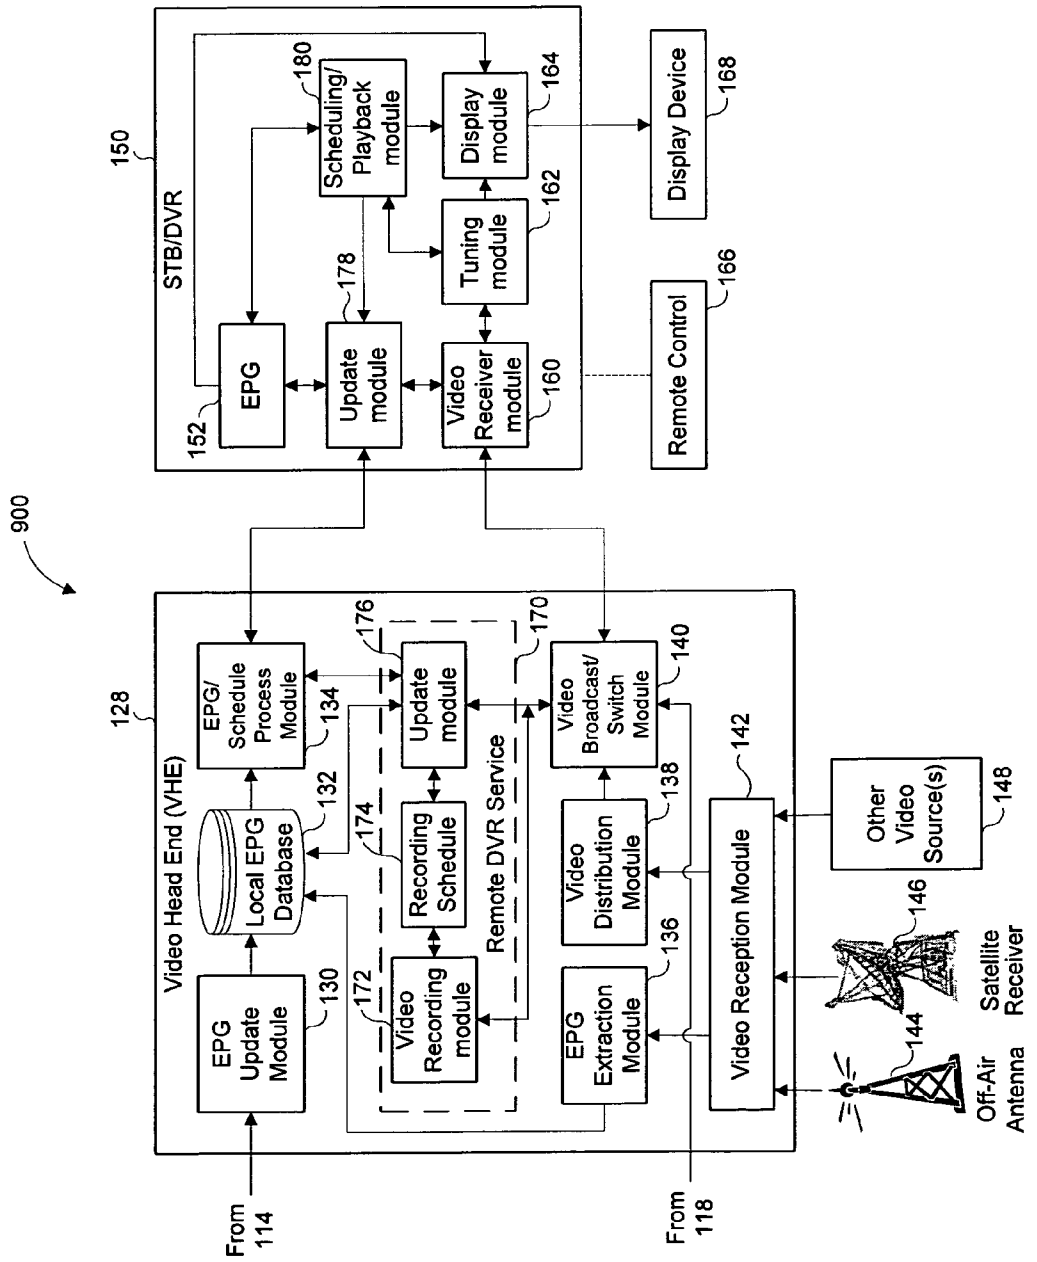 900
128
Video Head End (VHE)
From
114
EPG
Update
Module
130
Local EPG
Database
132
EPG/
Schedule
Process
Module
134
172
Video
Recording
module
174
Recording
Schedule
176
Update
module
Remote DVR Service
170
EPG
Extraction
Module
136
Video
Distribution
Module
138
Video
Broadcast/
Switch
Module
140
From
118
Video Reception Module
142
Off-Air
Antenna
144
Satellite
Receiver
146
Other
Video
Source(s)
148
150
STB/DVR
152
EPG
178
Update
module
180
Scheduling/
Playback
module
Video
Receiver
module
160
Tuning
module
162
Display
module
164
Remote Control
166
Display Device
168